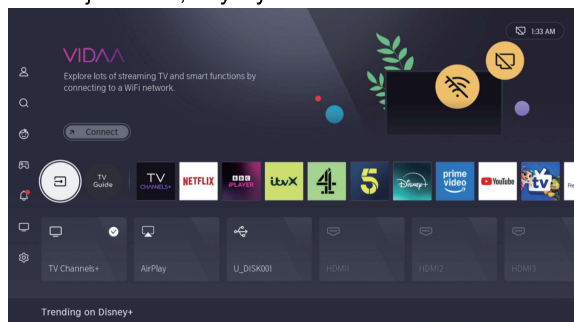 1:33 AM
VIDAA
Explore lots of streaming TV and smart functions by
connecting to a WiFi network.
Connect
TV
Guide
TV
CHANNELS+
NETFLIX
BBC
iPLAYER
itvX
4
5
Disney+
prime
video
YouTube
tv
TV Channels+
AirPlay
U_DISK001
HDMI1
HDMI2
HDMI3
Trending on Disney+